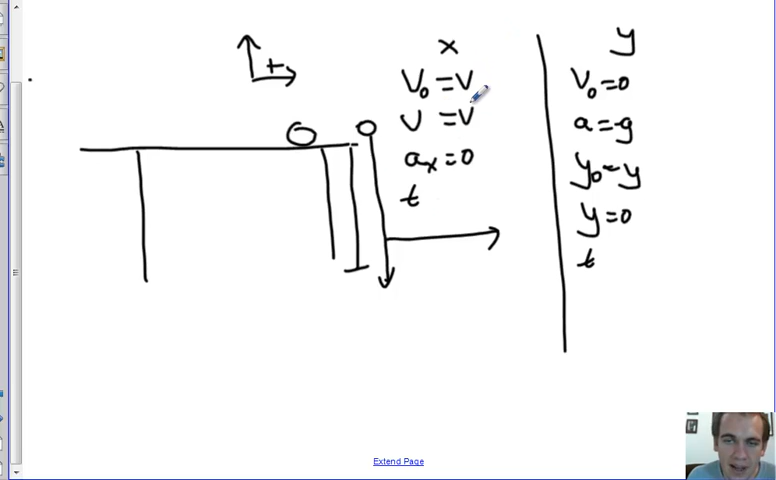 +
x
V₀ = V
V = V
aₓ = 0
t
y
V₀ = 0
a = g
y₀ = y
y = 0
t
Extend Page